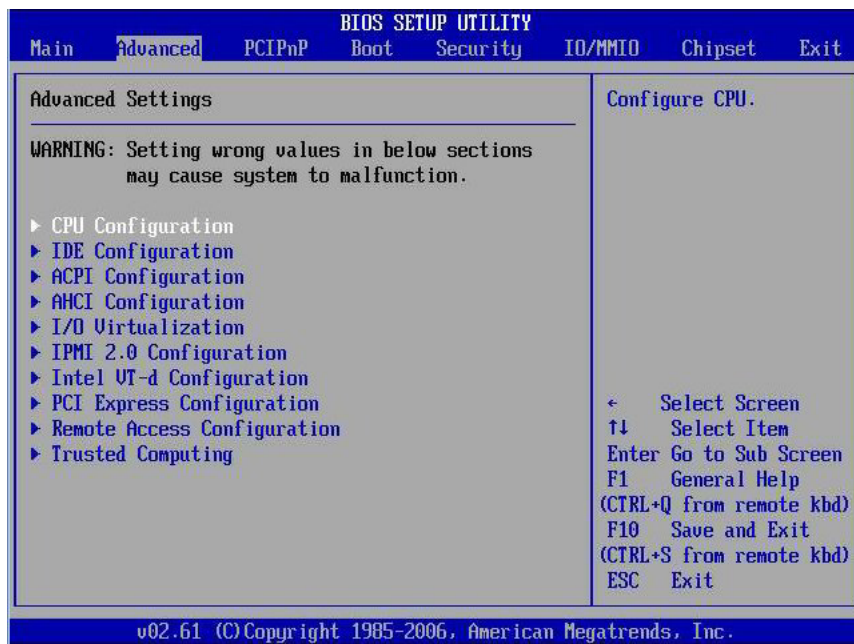 BIOS SETUP UTILITY
Main Advanced PCIPnP Boot Security IO/MMIO Chipset Exit
Advanced Settings
WARNING: Setting wrong values in below sections
may cause system to malfunction.
▶ CPU Configuration
▶ IDE Configuration
▶ ACPI Configuration
▶ AHCI Configuration
▶ I/O Virtualization
▶ IPMI 2.0 Configuration
▶ Intel VT-d Configuration
▶ PCI Express Configuration
▶ Remote Access Configuration
▶ Trusted Computing
Configure CPU.
← Select Screen
↑↓ Select Item
Enter Go to Sub Screen
F1 General Help
(CTRL+Q from remote kbd)
F10 Save and Exit
(CTRL+S from remote kbd)
ESC Exit
v02.61 (C)Copyright 1985-2006, American Megatrends, Inc.